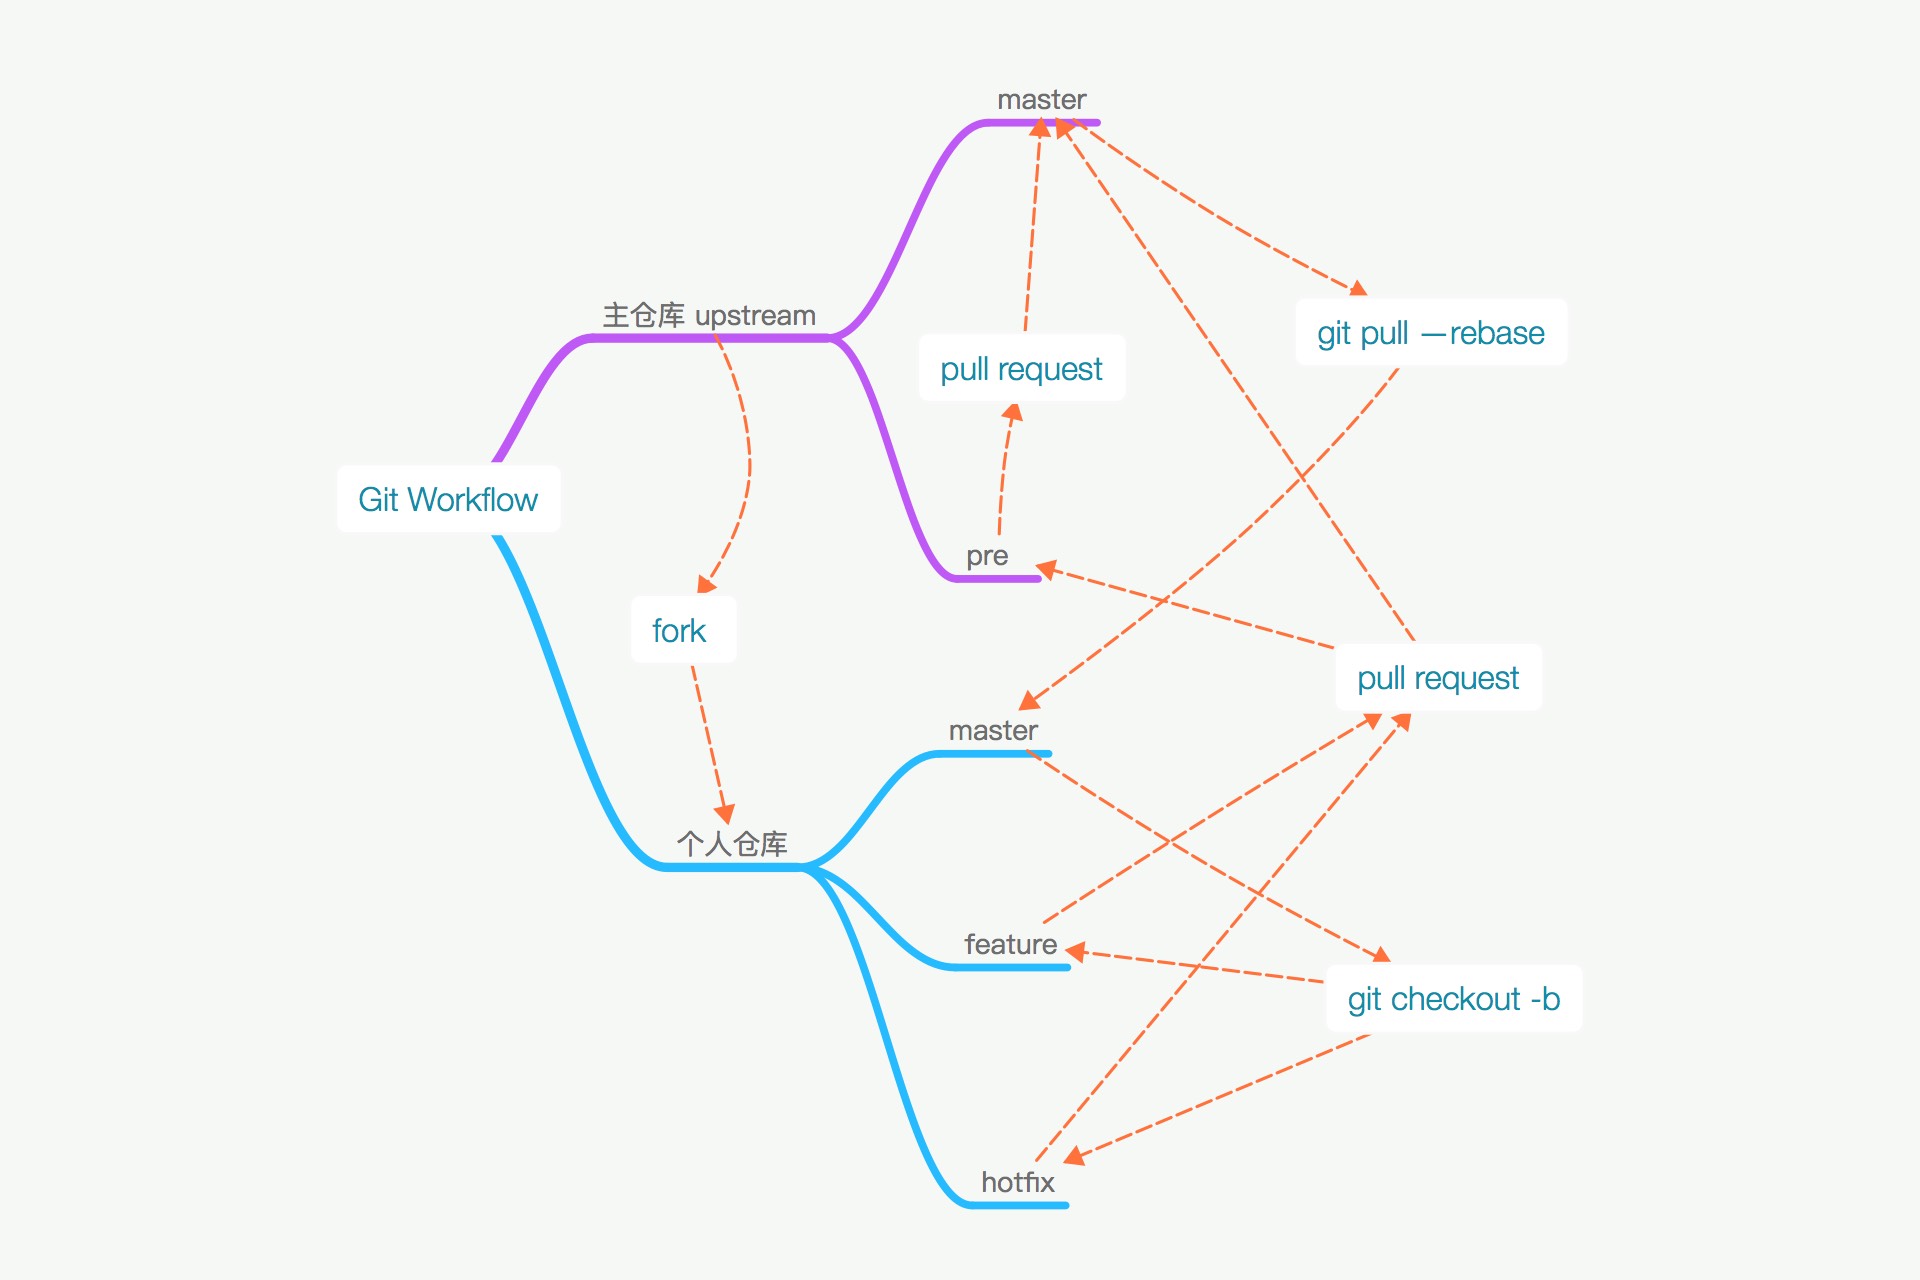 master
主仓库 upstream
git pull —rebase
pull request
Git Workflow
pre
fork
pull request
master
个人仓库
feature
git checkout -b
hotfix